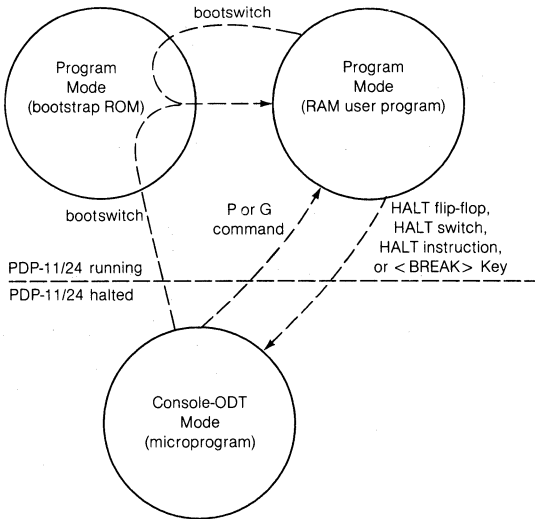 bootswitch
Program
Mode
(bootstrap ROM)
Program
Mode
(RAM user program)
bootswitch
P or G
command
HALT flip-flop,
HALT switch,
HALT instruction,
or <BREAK> Key
PDP-11/24 running
PDP-11/24 halted
Console-ODT
Mode
(microprogram)